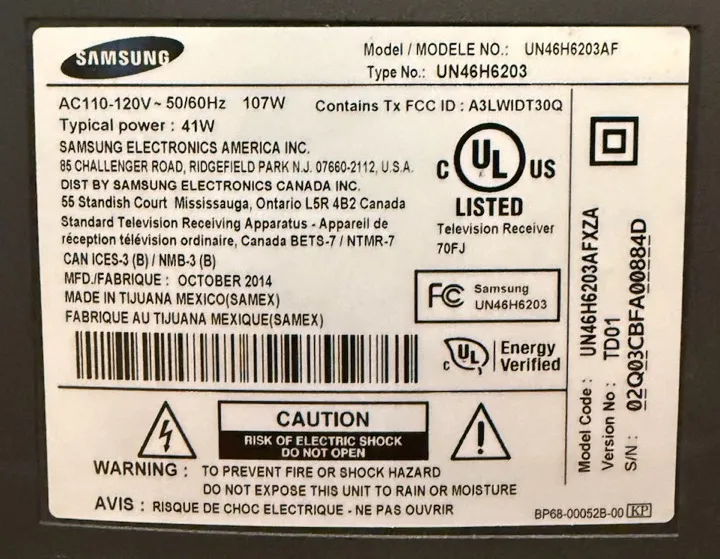 SAMSUNG
Model / MODELE NO.: UN46H6203AF
Type No.: UN46H6203
AC110-120V~ 50/60Hz 107W
Contains Tx FCC ID : A3LWIDT30Q
Typical power : 41W
SAMSUNG ELECTRONICS AMERICA INC.
85 CHALLENGER ROAD, RIDGEFIELD PARK N.J. 07660-2112, U.S.A.
DIST BY SAMSUNG ELECTRONICS CANADA INC.
55 Standish Court Mississauga, Ontario L5R 4B2 Canada
Standard Television Receiving Apparatus - Appareil de
réception télévision ordinaire, Canada BETS-7 / NTMR-7
CAN ICES-3 (B) / NMB-3 (B)
MFD./FABRIQUE : OCTOBER 2014
MADE IN TIJUANA MEXICO(SAMEX)
FABRIQUE AU TIJUANA MEXIQUE(SAMEX)
C UL US
LISTED
Television Receiver
70FJ
FC Samsung
UN46H6203
C UL Energy
Verified
CAUTION
RISK OF ELECTRIC SHOCK
DO NOT OPEN
WARNING : TO PREVENT FIRE OR SHOCK HAZARD
DO NOT EXPOSE THIS UNIT TO RAIN OR MOISTURE
AVIS : RISQUE DE CHOC ELECTRIQUE - NE PAS OUVRIR
BP68-00052B-00 KP
Model Code : UN46H6203AFXZA
Version No : TD01
S/N : 02Q03CBFA00884D